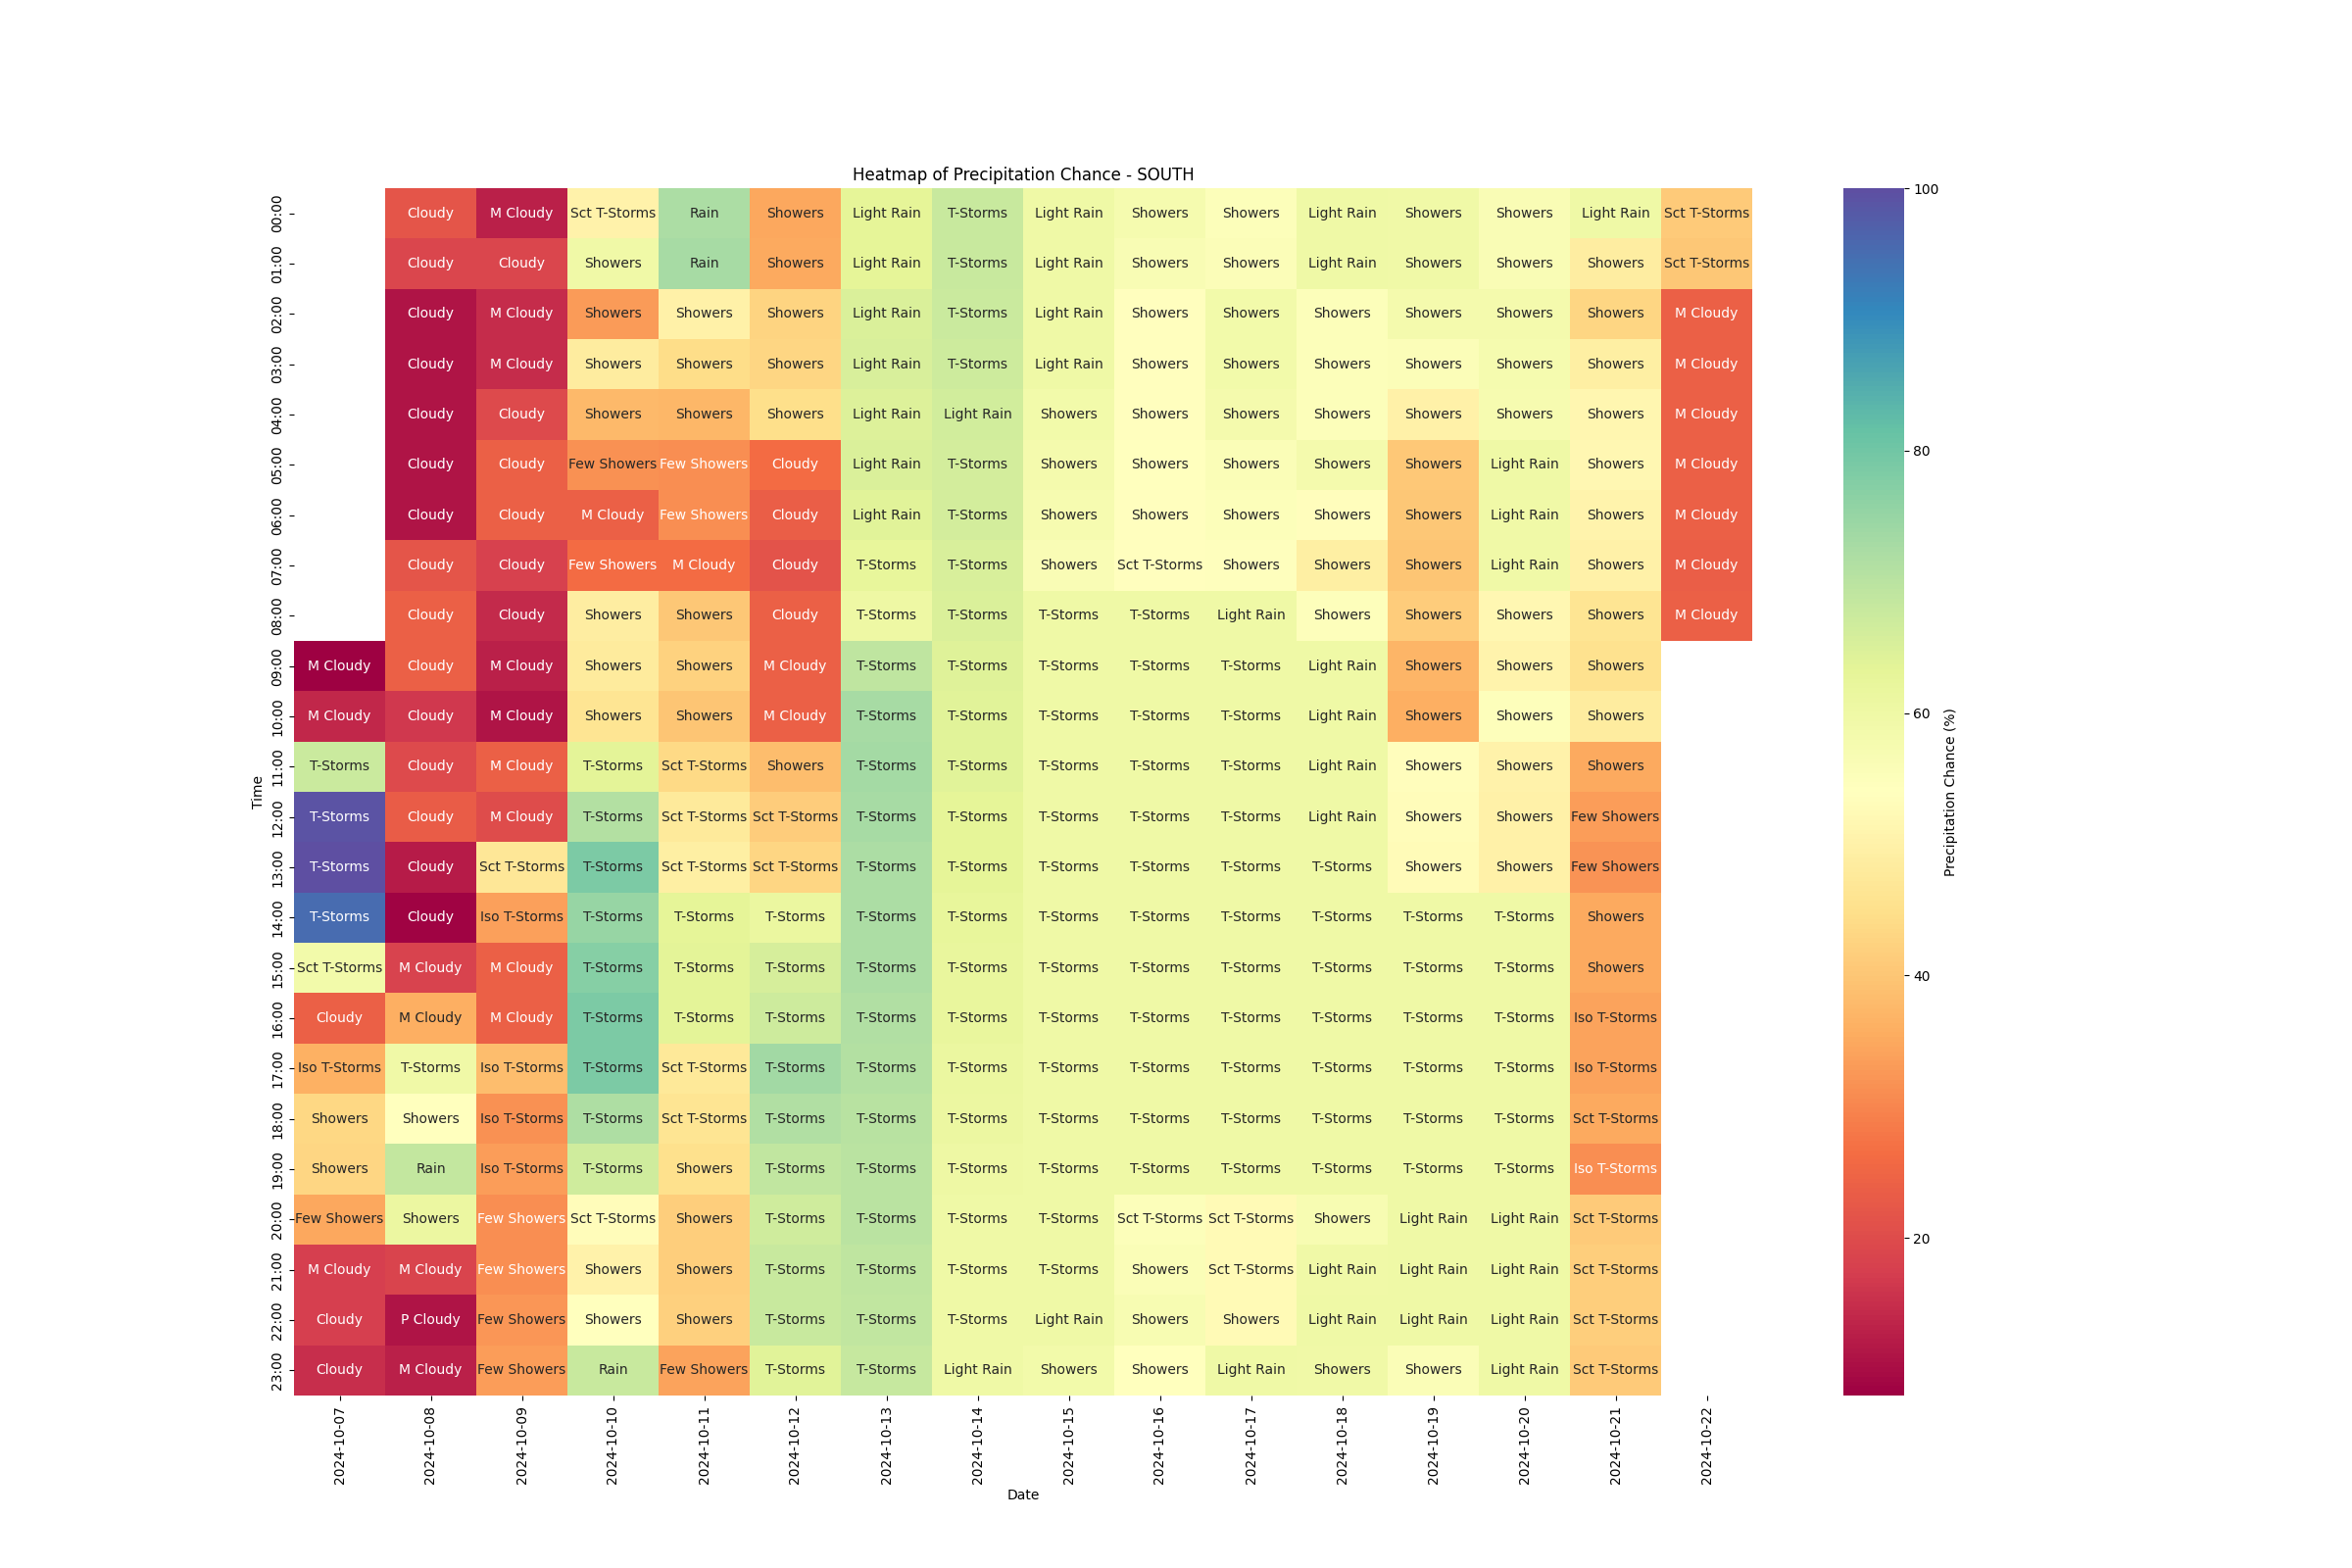 Heatmap of Precipitation Chance - SOUTH
00:00 Cloudy M Cloudy Sct T-Storms Rain Showers Light Rain T-Storms Light Rain Showers Showers Light Rain Showers Showers Light Rain Sct T-Storms
01:00 Cloudy Cloudy Showers Rain Showers Light Rain T-Storms Light Rain Showers Showers Light Rain Showers Showers Showers Sct T-Storms
02:00 Cloudy M Cloudy Showers Showers Showers Light Rain T-Storms Light Rain Showers Showers Showers Showers Showers Showers M Cloudy
03:00 Cloudy M Cloudy Showers Showers Showers Light Rain T-Storms Light Rain Showers Showers Showers Showers Showers Showers M Cloudy
04:00 Cloudy Cloudy Showers Showers Showers Light Rain Light Rain Showers Showers Showers Showers Showers Showers Showers M Cloudy
05:00 Cloudy Cloudy Few Showers Few Showers Cloudy Light Rain T-Storms Showers Showers Showers Showers Showers Light Rain Showers M Cloudy
06:00 Cloudy Cloudy M Cloudy Few Showers Cloudy Light Rain T-Storms Showers Showers Showers Showers Showers Light Rain Showers M Cloudy
07:00 Cloudy Cloudy Few Showers M Cloudy Cloudy T-Storms T-Storms Showers Sct T-Storms Showers Showers Showers Light Rain Showers M Cloudy
08:00 Cloudy Cloudy Showers Showers Cloudy T-Storms T-Storms T-Storms T-Storms Light Rain Showers Showers Showers Showers M Cloudy
09:00 M Cloudy Cloudy M Cloudy Showers Showers M Cloudy T-Storms T-Storms T-Storms T-Storms T-Storms Light Rain Showers Showers Showers
10:00 M Cloudy Cloudy M Cloudy Showers Showers M Cloudy T-Storms T-Storms T-Storms T-Storms T-Storms Light Rain Showers Showers Showers
11:00 T-Storms Cloudy M Cloudy T-Storms Sct T-Storms Showers T-Storms T-Storms T-Storms T-Storms T-Storms Light Rain Showers Showers Showers
12:00 T-Storms Cloudy M Cloudy T-Storms Sct T-Storms Sct T-Storms T-Storms T-Storms T-Storms T-Storms T-Storms Light Rain Showers Showers Few Showers
13:00 T-Storms Cloudy Sct T-Storms T-Storms Sct T-Storms Sct T-Storms T-Storms T-Storms T-Storms T-Storms T-Storms T-Storms Showers Showers Few Showers
14:00 T-Storms Cloudy Iso T-Storms T-Storms T-Storms T-Storms T-Storms T-Storms T-Storms T-Storms T-Storms T-Storms T-Storms T-Storms Showers
15:00 Sct T-Storms M Cloudy M Cloudy T-Storms T-Storms T-Storms T-Storms T-Storms T-Storms T-Storms T-Storms T-Storms T-Storms T-Storms Showers
16:00 Cloudy M Cloudy M Cloudy T-Storms T-Storms T-Storms T-Storms T-Storms T-Storms T-Storms T-Storms T-Storms T-Storms T-Storms Iso T-Storms
17:00 Iso T-Storms T-Storms Iso T-Storms T-Storms Sct T-Storms T-Storms T-Storms T-Storms T-Storms T-Storms T-Storms T-Storms T-Storms T-Storms Iso T-Storms
18:00 Showers Showers Iso T-Storms T-Storms Sct T-Storms T-Storms T-Storms T-Storms T-Storms T-Storms T-Storms T-Storms T-Storms T-Storms Sct T-Storms
19:00 Showers Rain Iso T-Storms T-Storms Showers T-Storms T-Storms T-Storms T-Storms T-Storms T-Storms T-Storms T-Storms T-Storms Iso T-Storms
20:00 Few Showers Showers Few Showers Sct T-Storms Showers T-Storms T-Storms T-Storms T-Storms Sct T-Storms Sct T-Storms Showers Light Rain Light Rain Sct T-Storms
21:00 M Cloudy M Cloudy Few Showers Showers Showers T-Storms T-Storms T-Storms T-Storms Showers Sct T-Storms Light Rain Light Rain Light Rain Sct T-Storms
22:00 Cloudy P Cloudy Few Showers Showers Showers T-Storms T-Storms T-Storms Light Rain Showers Showers Light Rain Light Rain Light Rain Sct T-Storms
23:00 Cloudy M Cloudy Few Showers Rain Few Showers T-Storms T-Storms Light Rain Showers Showers Light Rain Showers Showers Light Rain Sct T-Storms
Time
2024-10-07 2024-10-08 2024-10-09 2024-10-10 2024-10-11 2024-10-12 2024-10-13 2024-10-14 2024-10-15 2024-10-16 2024-10-17 2024-10-18 2024-10-19 2024-10-20 2024-10-21 2024-10-22
Date
100
80
60
40
20
Precipitation Chance (%)